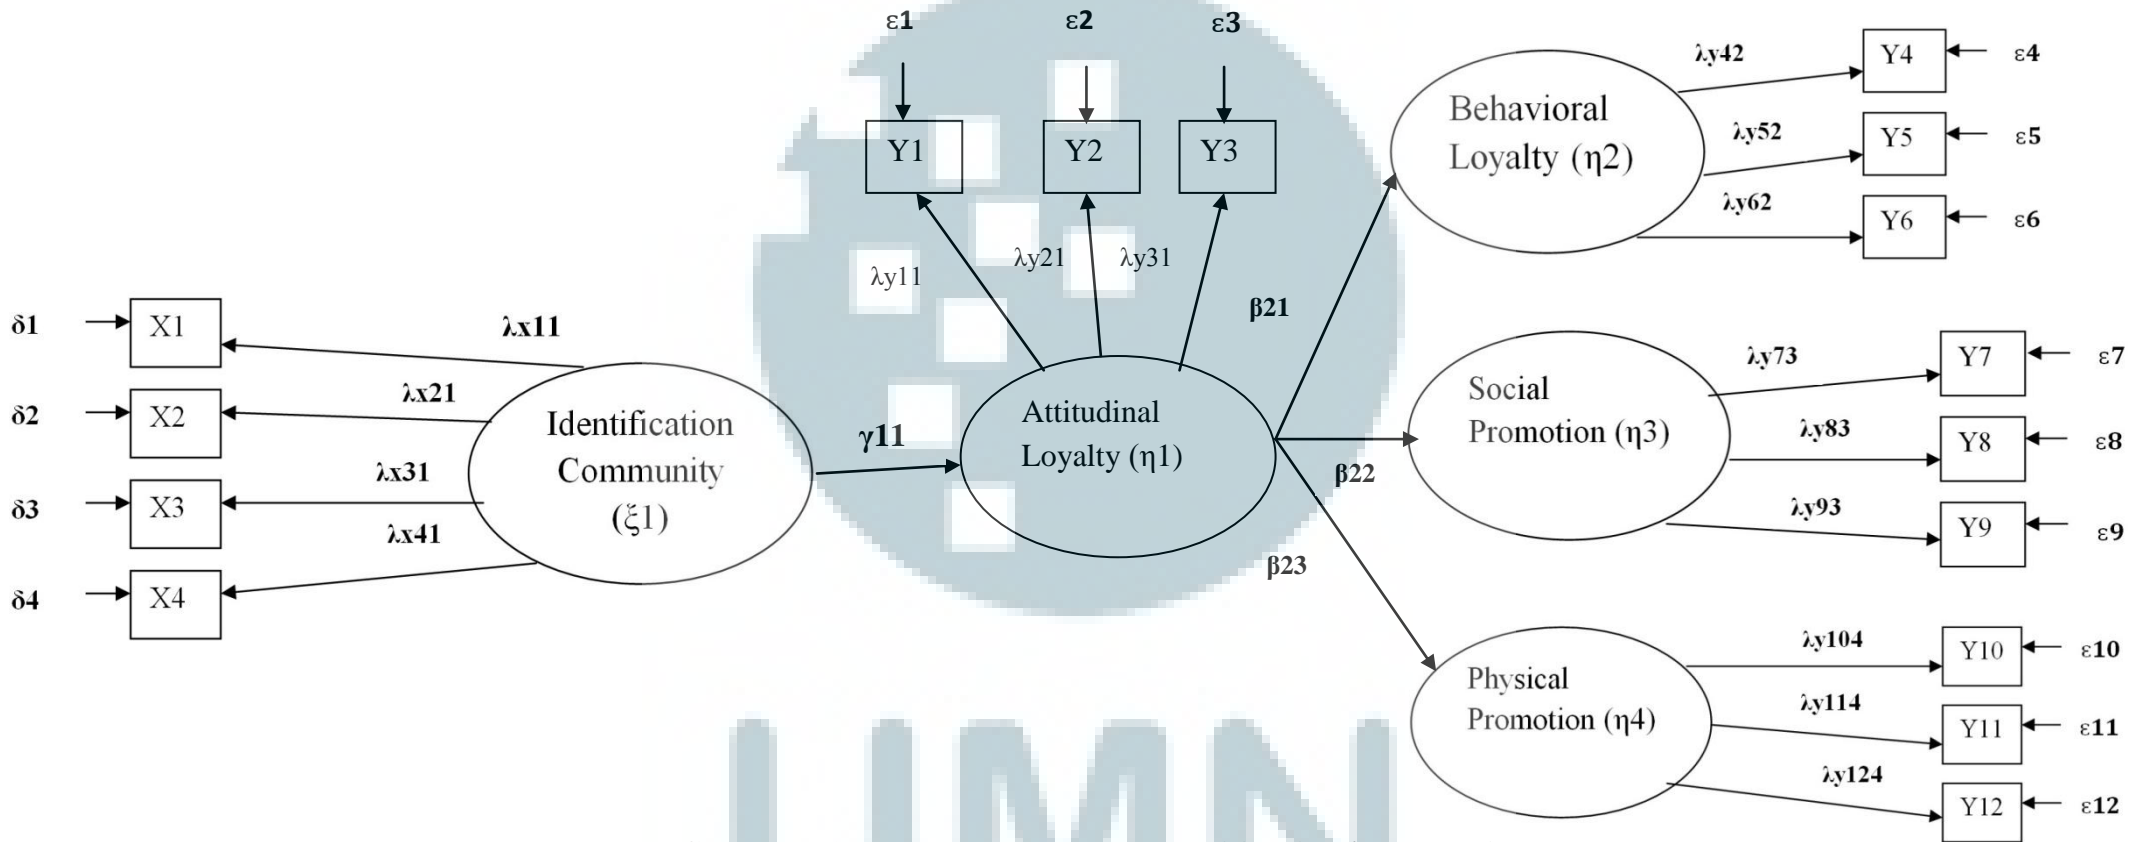 ε1
ε2
ε3
Y1
Y2
Y3
λy11
λy21
λy31
δ1
X1
λx11
δ2
X2
λx21
δ3
X3
λx31
δ4
X4
λx41
Identification
Community
(ξ1)
γ11
Attitudinal
Loyalty (η1)
β21
β22
β23
Behavioral
Loyalty (η2)
λy42
Y4
ε4
λy52
Y5
ε5
λy62
Y6
ε6
Social
Promotion (η3)
λy73
Y7
ε7
λy83
Y8
ε8
λy93
Y9
ε9
Physical
Promotion (η4)
λy104
Y10
ε10
λy114
Y11
ε11
λy124
Y12
ε12
UMN